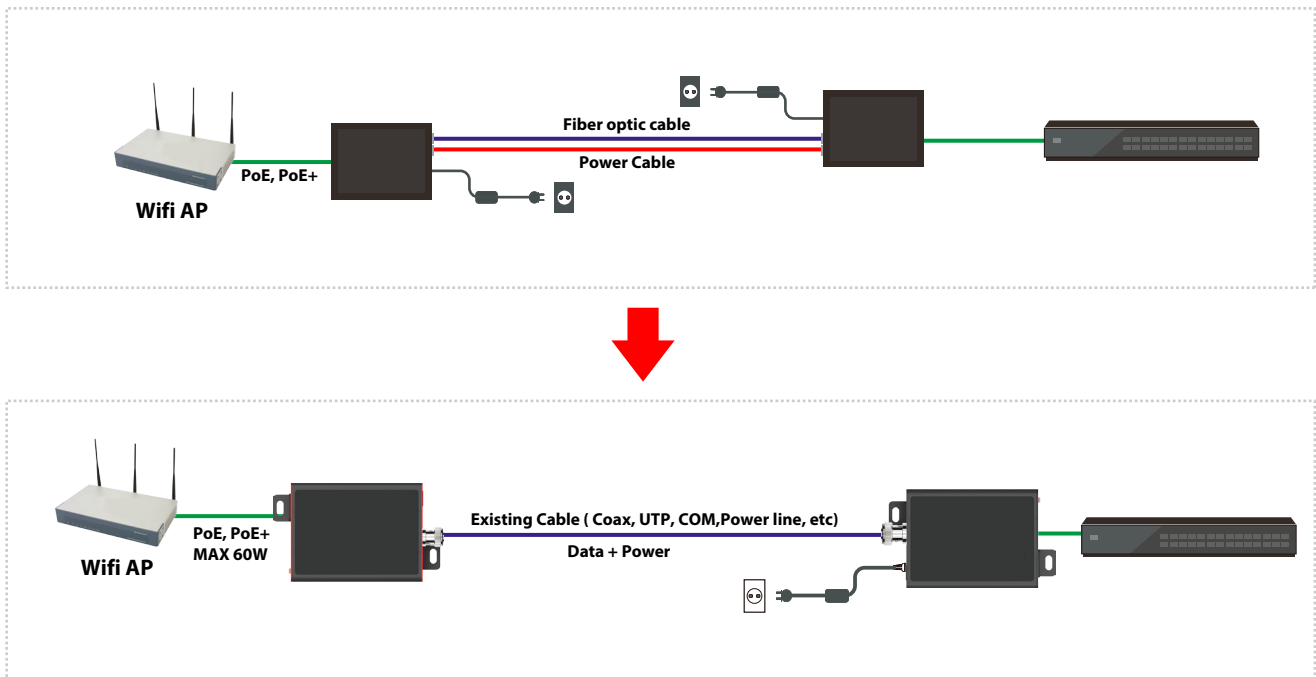 Fiber optic cable
Power Cable
PoE, PoE+
Wifi AP
Existing Cable ( Coax, UTP, COM,Power line, etc)
Data + Power
PoE, PoE+
MAX 60W
Wifi AP